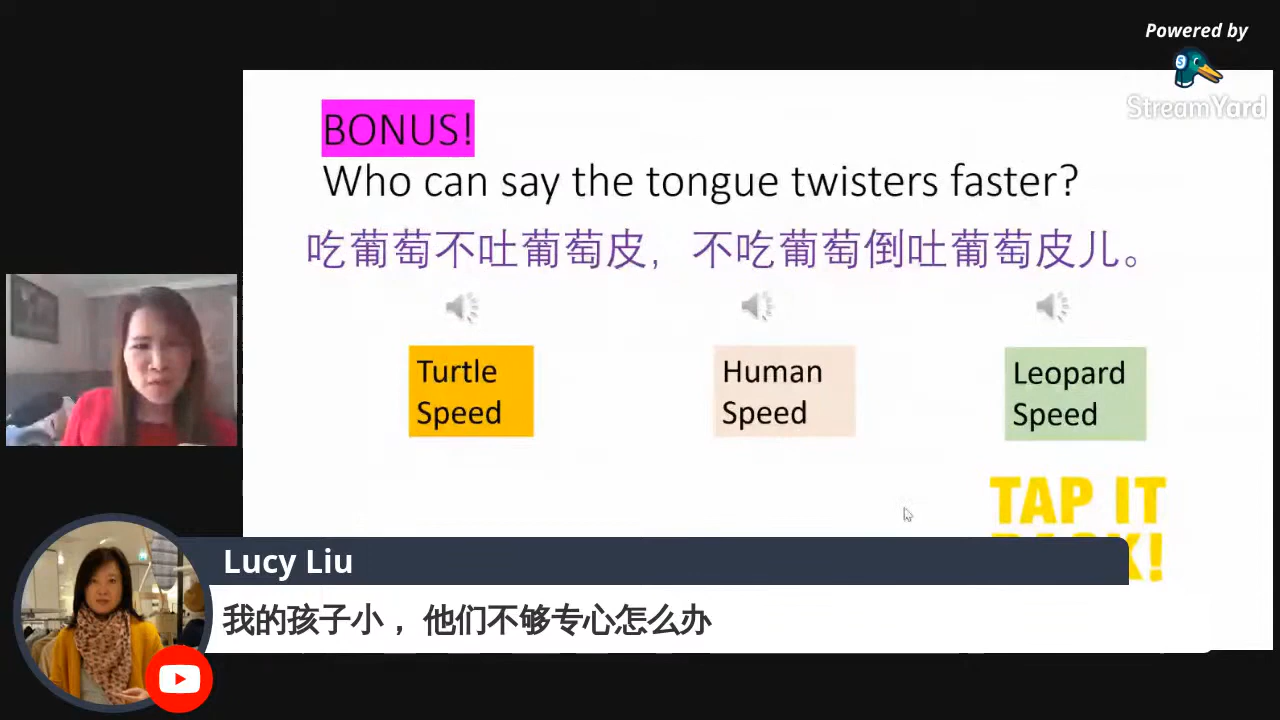 Powered by
StreamYard
BONUS!
Who can say the tongue twisters faster?
吃葡萄不吐葡萄皮，不吃葡萄倒吐葡萄皮儿。
Turtle
Speed
Human
Speed
Leopard
Speed
TAP IT
Lucy Liu
我的孩子小，他们不够专心怎么办